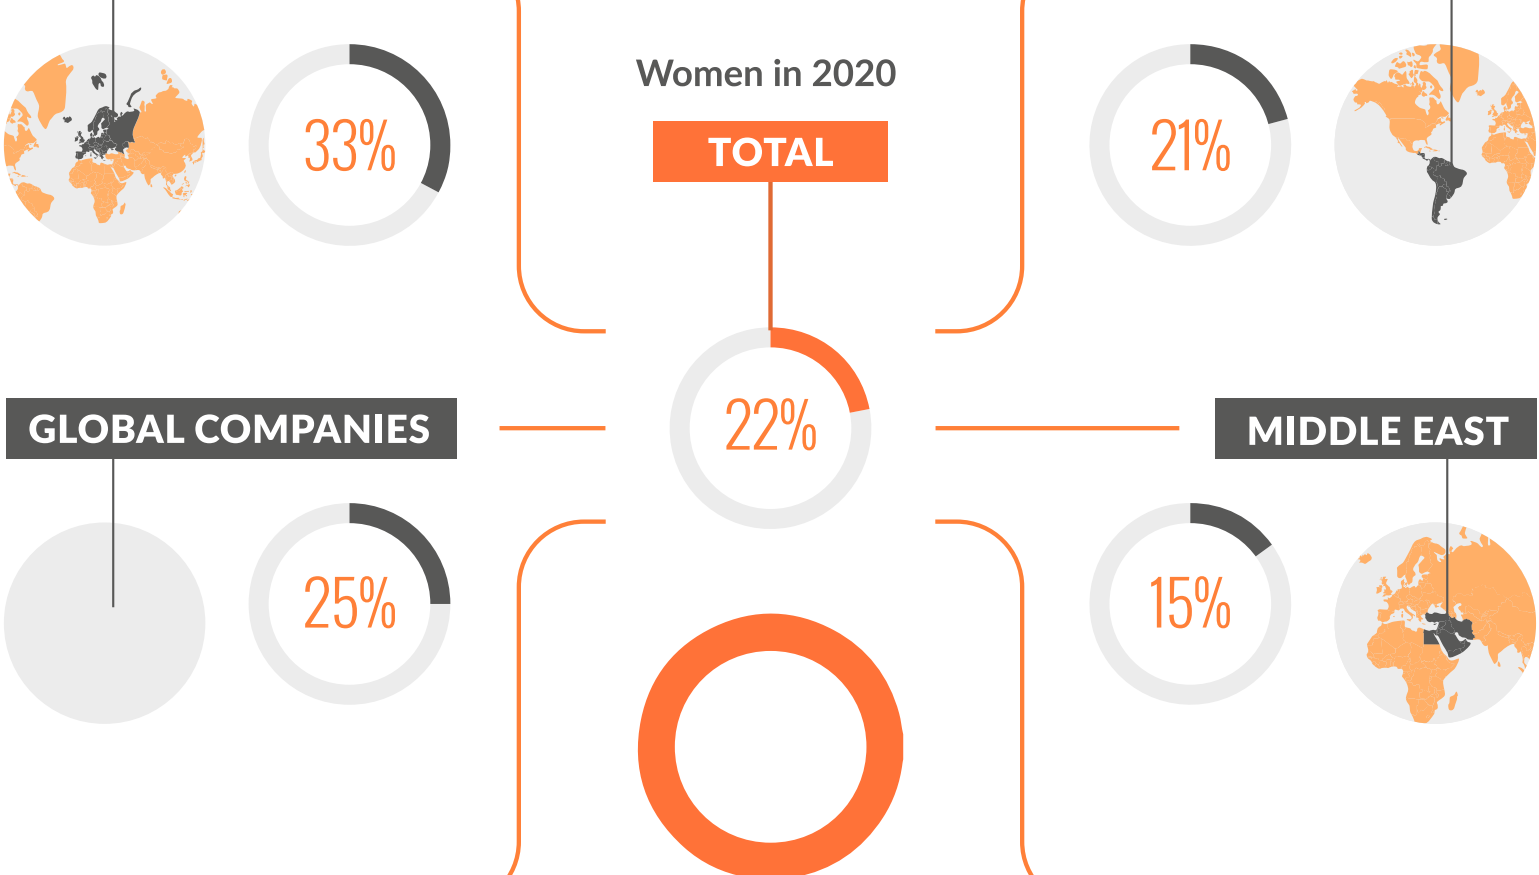 Women in 2020
TOTAL
33%
21%
22%
GLOBAL COMPANIES
MIDDLE EAST
25%
15%